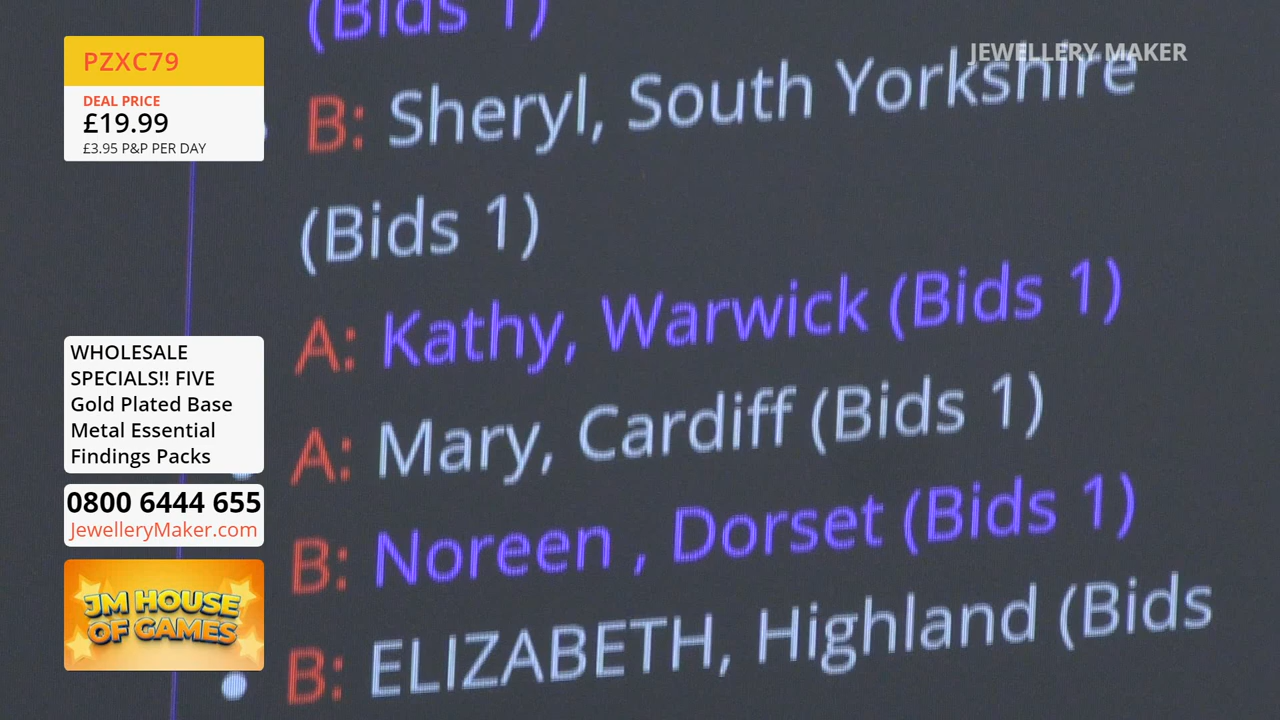 PZXC79
DEAL PRICE
£19.99
£3.95 P&P PER DAY
WHOLESALE
SPECIALS!! FIVE
Gold Plated Base
Metal Essential
Findings Packs
0800 6444 655
JewelleryMaker.com
JM HOUSE
OF GAMES
JEWELLERY MAKER
(Bids 1)
B: Sheryl, South Yorkshire
(Bids 1)
A: Kathy, Warwick (Bids 1)
A: Mary, Cardiff (Bids 1)
B: Noreen , Dorset (Bids 1)
B: ELIZABETH, Highland (Bids